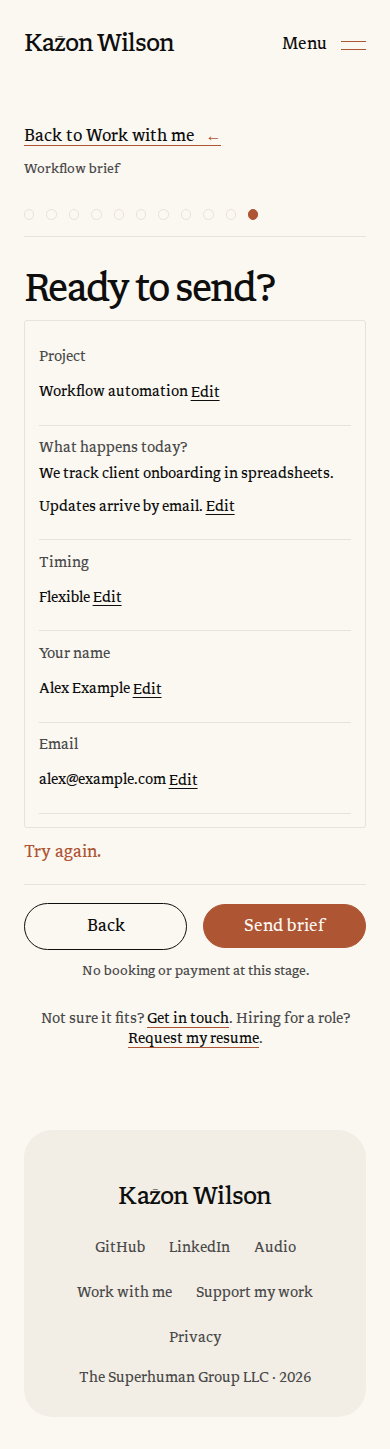 Każon Wilson
Menu
Back to Work with me ←
Workflow brief
Ready to send?
Project
Workflow automation Edit
What happens today?
We track client onboarding in spreadsheets.
Updates arrive by email. Edit
Timing
Flexible Edit
Your name
Alex Example Edit
Email
alex@example.com Edit
Try again.
Back
Send brief
No booking or payment at this stage.
Not sure it fits? Get in touch. Hiring for a role?
Request my resume.
Każon Wilson
GitHub LinkedIn Audio
Work with me Support my work
Privacy
The Superhuman Group LLC · 2026